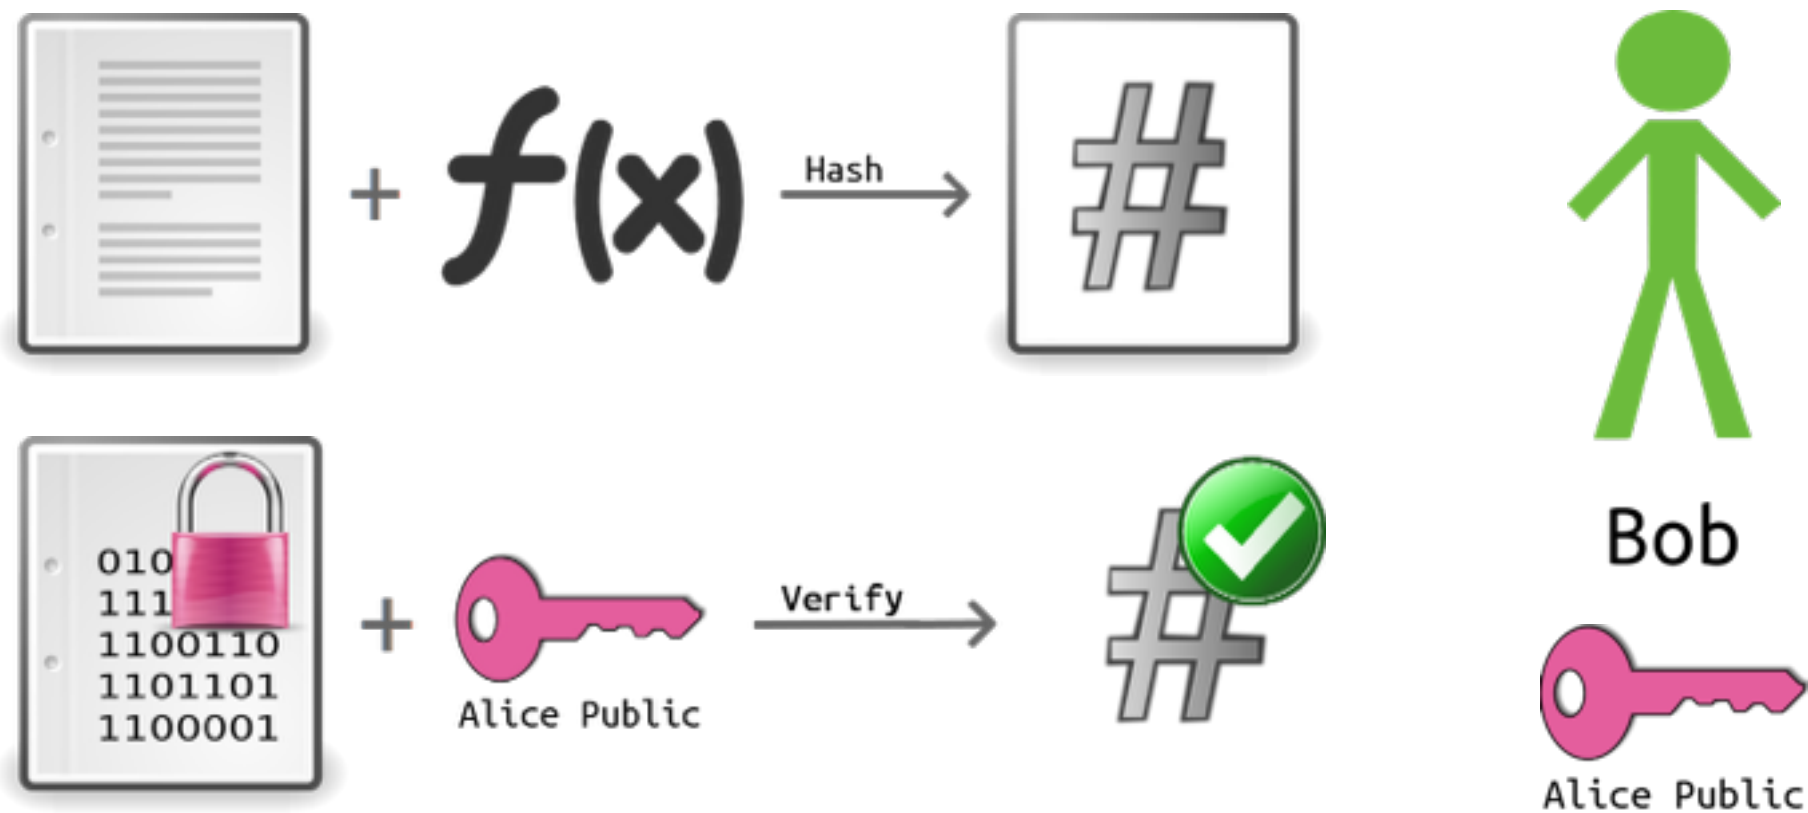 + f(x) Hash #
Bob
010
111
1100110
1101101
1100001
+ Alice Public
Verify
#
Alice Public